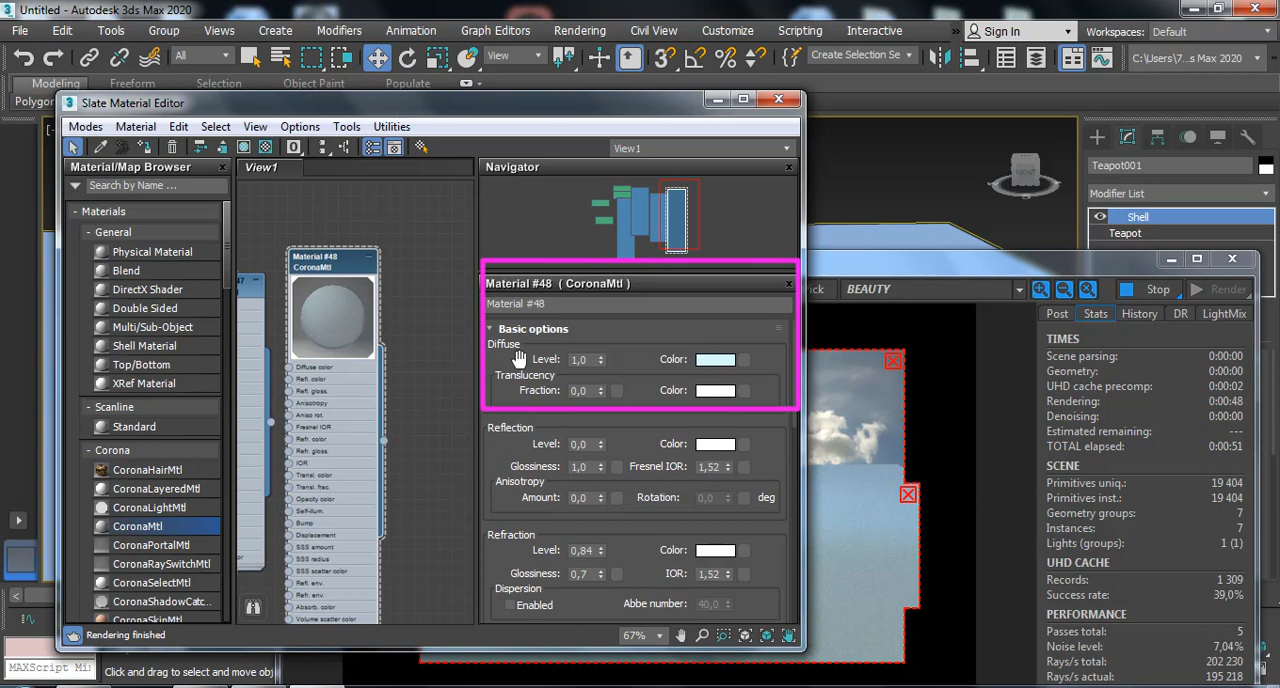 Untitled - Autodesk 3ds Max 2020
File Edit Tools Group Views Create Modifiers Animation Graph Editors Rendering Civil View Customize Scripting Interactive
Sign In
Workspaces: Default
All
View
Create Selection Se
C:\Users\7...s Max 2020
Modeling Freeform Selection Object Paint Populate
Polygon
Slate Material Editor
Modes Material Edit Select View Options Tools Utilities
View1
Material/Map Browser
Search by Name ...
Materials
General
Physical Material
Blend
DirectX Shader
Double Sided
Multi/Sub-Object
Shell Material
Top/Bottom
XRef Material
Scanline
Standard
Corona
CoronaHairMtl
CoronaLayeredMtl
CoronaLightMtl
CoronaMtl
CoronaPortalMtl
CoronaRaySwitchMtl
CoronaSelectMtl
CoronaShadowCatc...
CoronaSkinMtl
View1
Material #48
CoronaMtl
Diffuse color
Refl. color
Refl. gloss.
Anisotropy
Aniso rot.
Fresnel IOR
Refr. color
Refr. gloss.
IOR
Transl. color
Transl. frac.
Opacity color
Self-illum.
Bump
Displacement
SSS amount
SSS radius
SSS scatter color
Refl. env.
Refr. env.
Absorb. color
Volume scatter color
Navigator
Material #48 ( CoronaMtl )
Material #48
Basic options
Diffuse
Level: 1,0 Color:
Translucency
Fraction: 0,0 Color:
Reflection
Level: 0,0 Color:
Glossiness: 1,0 Fresnel IOR: 1,52
Anisotropy
Amount: 0,0 Rotation: 0,0 deg
Refraction
Level: 0,84 Color:
Glossiness: 0,7 IOR: 1,52
Dispersion
Enabled Abbe number: 40,0
Rendering finished
67%
MAXScript Mi
Click and drag to select and move obj
FRONT
Teapot001
Modifier List
Shell
Teapot
Pick BEAUTY Stop Render
Post Stats History DR LightMix
TIMES
Scene parsing: 0:00:00
Geometry: 0:00:00
UHD cache precomp: 0:00:02
Rendering: 0:00:48
Denoising: 0:00:00
Estimated remaining: ---
TOTAL elapsed: 0:00:51
SCENE
Primitives uniq.: 19 404
Primitives inst.: 19 404
Geometry groups: 7
Instances: 7
Lights (groups): 1 (1)
UHD CACHE
Records: 1 309
Success rate: 39,0%
PERFORMANCE
Passes total: 5
Noise level: 7,04%
Rays/s total: 202 230
Rays/s actual: 195 218